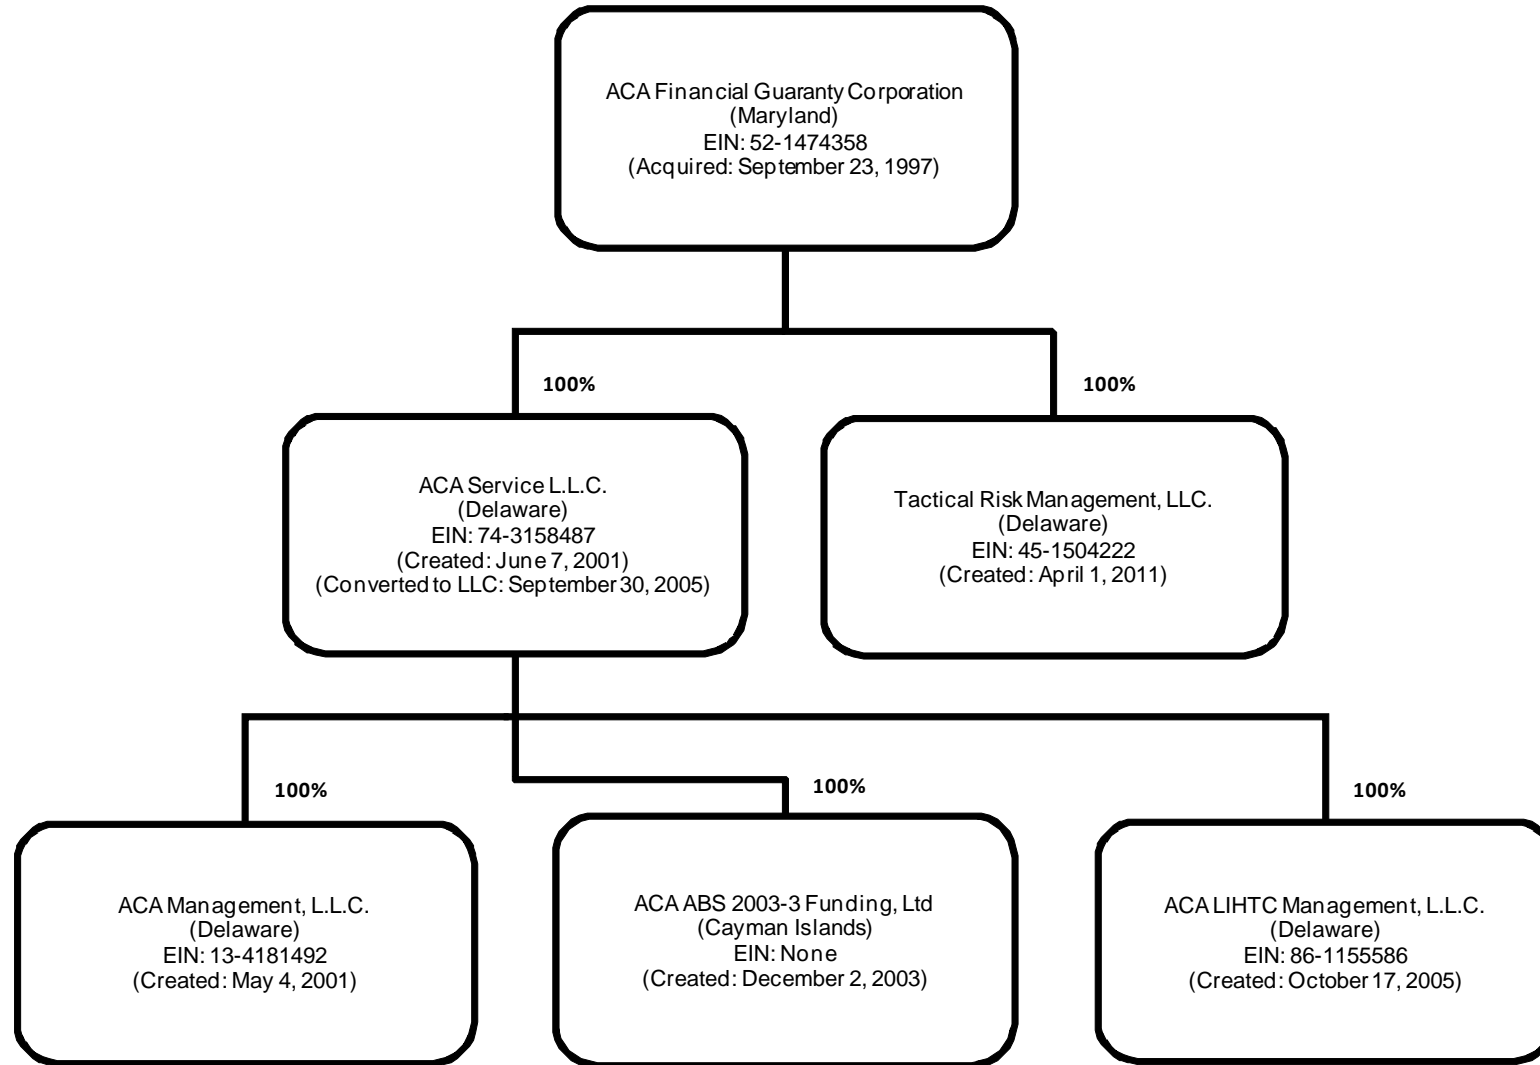 ACA Financial Guaranty Corporation
(Maryland)
EIN: 52-1474358
(Acquired: September 23, 1997)
100%
100%
ACA Service L.L.C.
(Delaware)
EIN: 74-3158487
(Created: June 7, 2001)
(Converted to LLC: September 30, 2005)
Tactical Risk Management, LLC.
(Delaware)
EIN: 45-1504222
(Created: April 1, 2011)
100%
100%
100%
ACA Management, L.L.C.
(Delaware)
EIN: 13-4181492
(Created: May 4, 2001)
ACA ABS 2003-3 Funding, Ltd
(Cayman Islands)
EIN: None
(Created: December 2, 2003)
ACA LIHTC Management, L.L.C.
(Delaware)
EIN: 86-1155586
(Created: October 17, 2005)